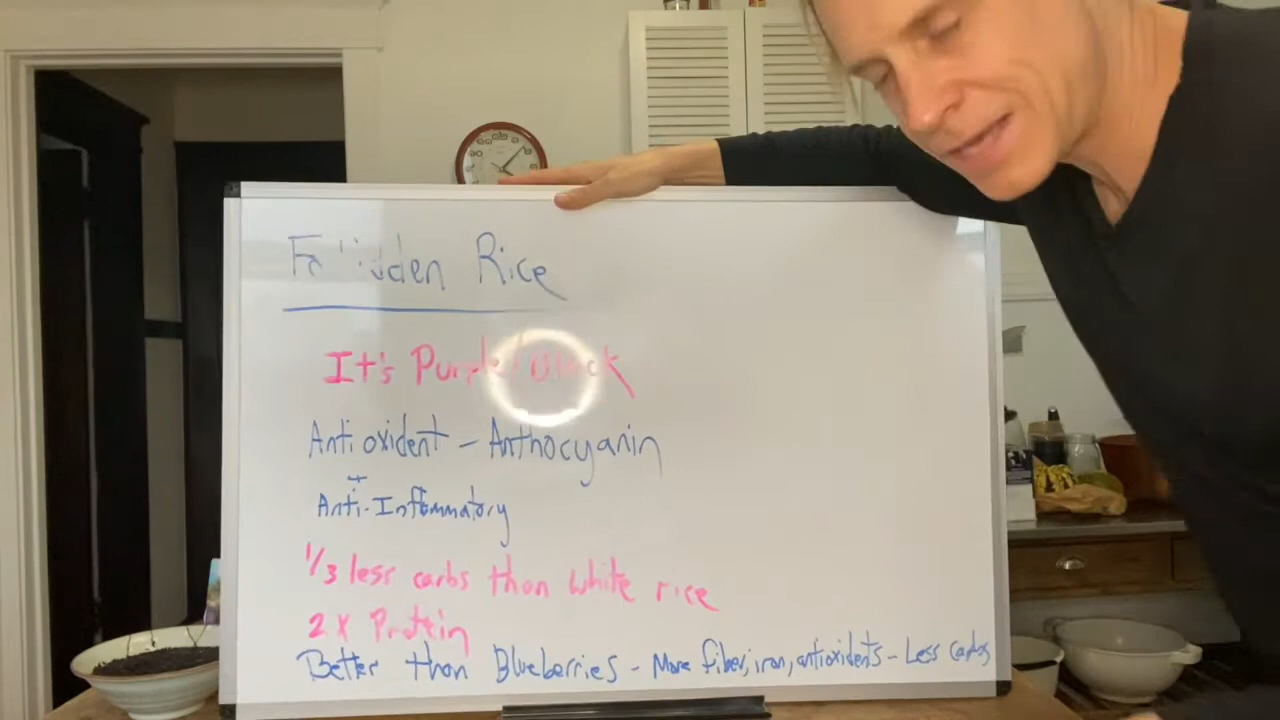 Forbidden Rice
It's Purple/Black
Antioxident - Anthocyanin
Anti-Inflammatory
1/3 less carbs than white rice
2x Protein
Better than Blueberries - More fiber, iron, antioxidents - Less carbs